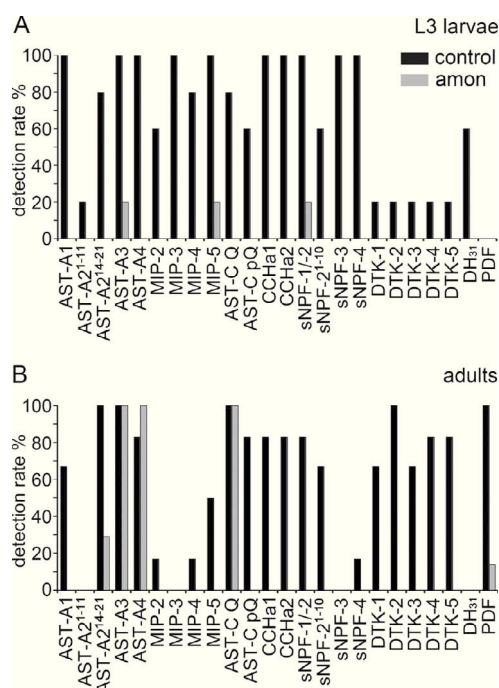 A
L3 larvae
control
amon
detection rate %
100
80
60
40
20
0
AST-A1
AST-A2¹⁻¹¹
AST-A2¹⁴⁻²¹
AST-A3
AST-A4
MIP-2
MIP-3
MIP-4
MIP-5
AST-C Q
AST-C pQ
CCHa1
CCHa2
sNPF-1/-2
sNPF-2¹⁻¹⁰
sNPF-3
sNPF-4
DTK-1
DTK-2
DTK-3
DTK-4
DTK-5
DH₃₁
PDF
B
adults
detection rate %
100
80
60
40
20
0
AST-A1
AST-A2¹⁻¹¹
AST-A2¹⁴⁻²¹
AST-A3
AST-A4
MIP-2
MIP-3
MIP-4
MIP-5
AST-C Q
AST-C pQ
CCHa1
CCHa2
sNPF-1/-2
sNPF-2¹⁻¹⁰
sNPF-3
sNPF-4
DTK-1
DTK-2
DTK-3
DTK-4
DTK-5
DH₃₁
PDF